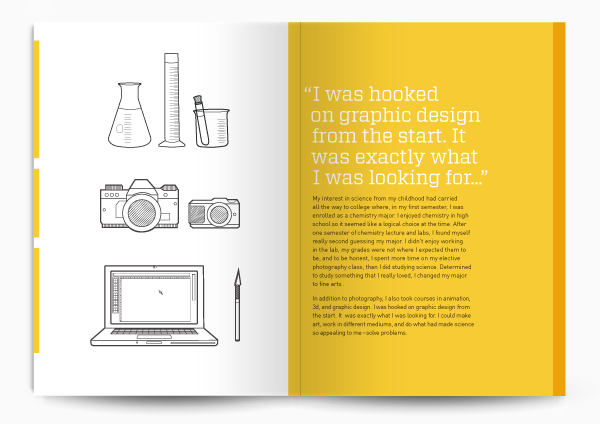 “I was hooked
on graphic design
from the start. It
was exactly what
I was looking for...”
My interest in science from my childhood had carried
all the way to college where, in my first semester, I was
enrolled as a chemistry major. I enjoyed chemistry in high
school so it seemed like a logical choice at the time. After
one semester of chemistry lecture and labs, I found myself
really second guessing my major. I didn't enjoy working
in the lab, my grades were not where I expected them to
be, and to be honest, I spent more time on my elective
photography class, than I did studying science. Determined
to study something that I really loved, I changed my major
to fine arts.
In addition to photography, I also took courses in animation,
3d, and graphic design. I was hooked on graphic design from
the start. It was exactly what I was looking for. I could make
art, work in different mediums, and do what had made science
so appealing to me –solve problems.